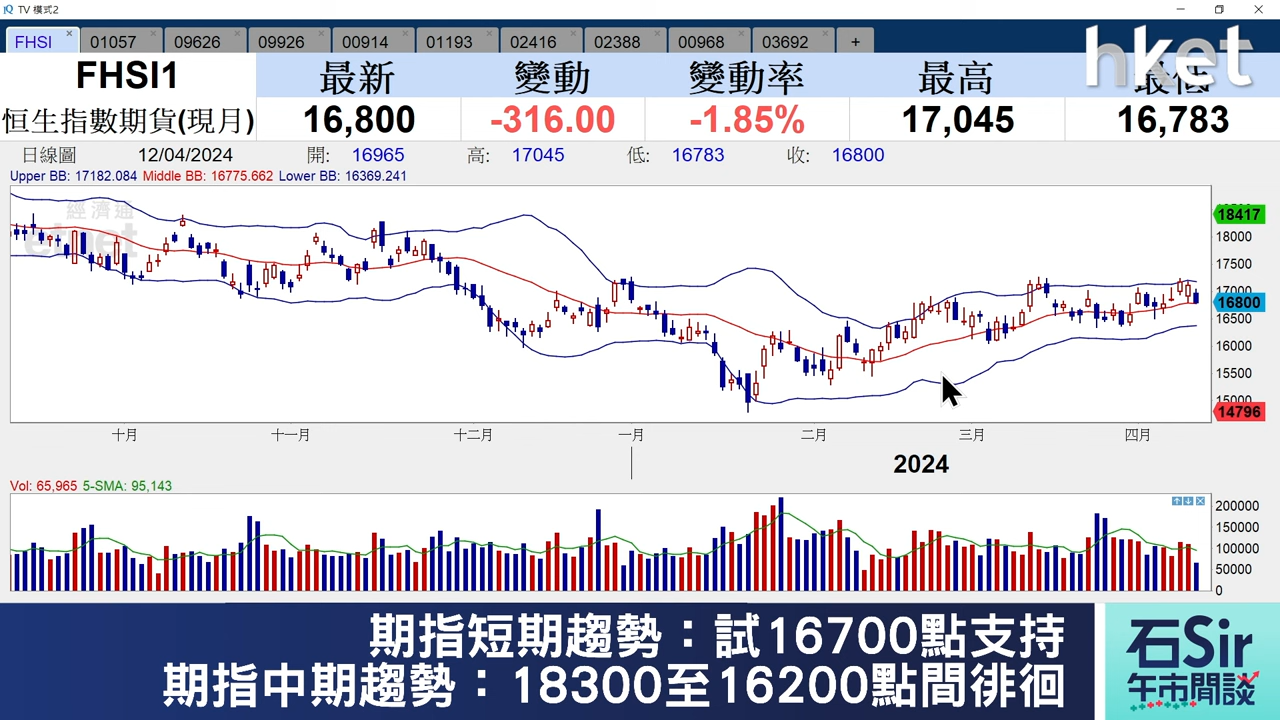 TV 模式2
FHSI 01057 09626 09926 00914 01193 02416 02388 00968 03692 +
hket
FHSI1 最新 變動 變動率 最高 最低
恒生指數期貨(現月) 16,800 -316.00 -1.85% 17,045 16,783
日線圖 12/04/2024 開: 16965 高: 17045 低: 16783 收: 16800
Upper BB: 17182.084 Middle BB: 16775.662 Lower BB: 16369.241
經濟通
etnet
18417
18000
17500
17000
16800
16500
16000
15500
15000
14796
十月 十一月 十二月 一月 二月 三月 四月
2024
Vol: 65,965 5-SMA: 95,143
200000
150000
100000
50000
0
期指短期趨勢：試16700點支持
期指中期趨勢：18300至16200點間徘徊
石Sir
午市閒談